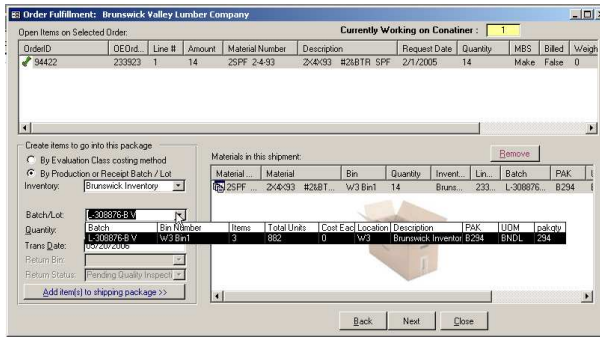 Order Fulfillment: Brunswick Valley Lumber Company
Open Items on Selected Order:
Currently Working on Conatiner : 1
OrderID OEOrd... Line # Amount Material Number Description Request Date Quantity MBS Billed Weigh
94422 233923 1 14 2SPF 2-4-93 2X4X93 #2&BTR SPF 2/1/2005 14 Make False 0
Create items to go into this package
By Evaluation Class costing method
By Production or Receipt Batch / Lot
Inventory: Brunswick Inventory
Batch/Lot: L-308876-B V
Quantity:
Trans Date: 05/20/2006
Return Bin:
Return Status: Pending Quality Inspecti
Add item(s) to shipping package >>
Materials in this shipment:
Remove
Material ... Material Bin Quantity Invent... Lin... Batch PAK
2SPF ... 2X4X93 #2&BT... W3 Bin1 14 Bruns... 233... L-308876... B294
Batch Bin Number Items Total Units Cost Eac Location Description PAK UOM pakqty
L-308876-B V W3 Bin1 3 882 0 W3 Brunswick Inventor B294 BNDL 294
Back Next Close